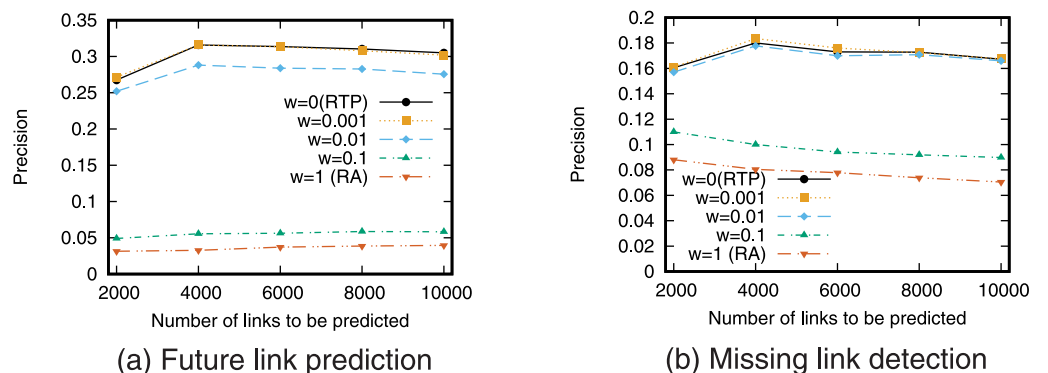 0.35
0.3
0.25
0.2
0.15
0.1
0.05
0
Precision
w=0(RTP)
w=0.001
w=0.01
w=0.1
w=1 (RA)
2000 4000 6000 8000 10000
Number of links to be predicted
(a) Future link prediction
0.2
0.18
0.16
0.14
0.12
0.1
0.08
0.06
0.04
0.02
0
Precision
w=0(RTP)
w=0.001
w=0.01
w=0.1
w=1 (RA)
2000 4000 6000 8000 10000
Number of links to be predicted
(b) Missing link detection